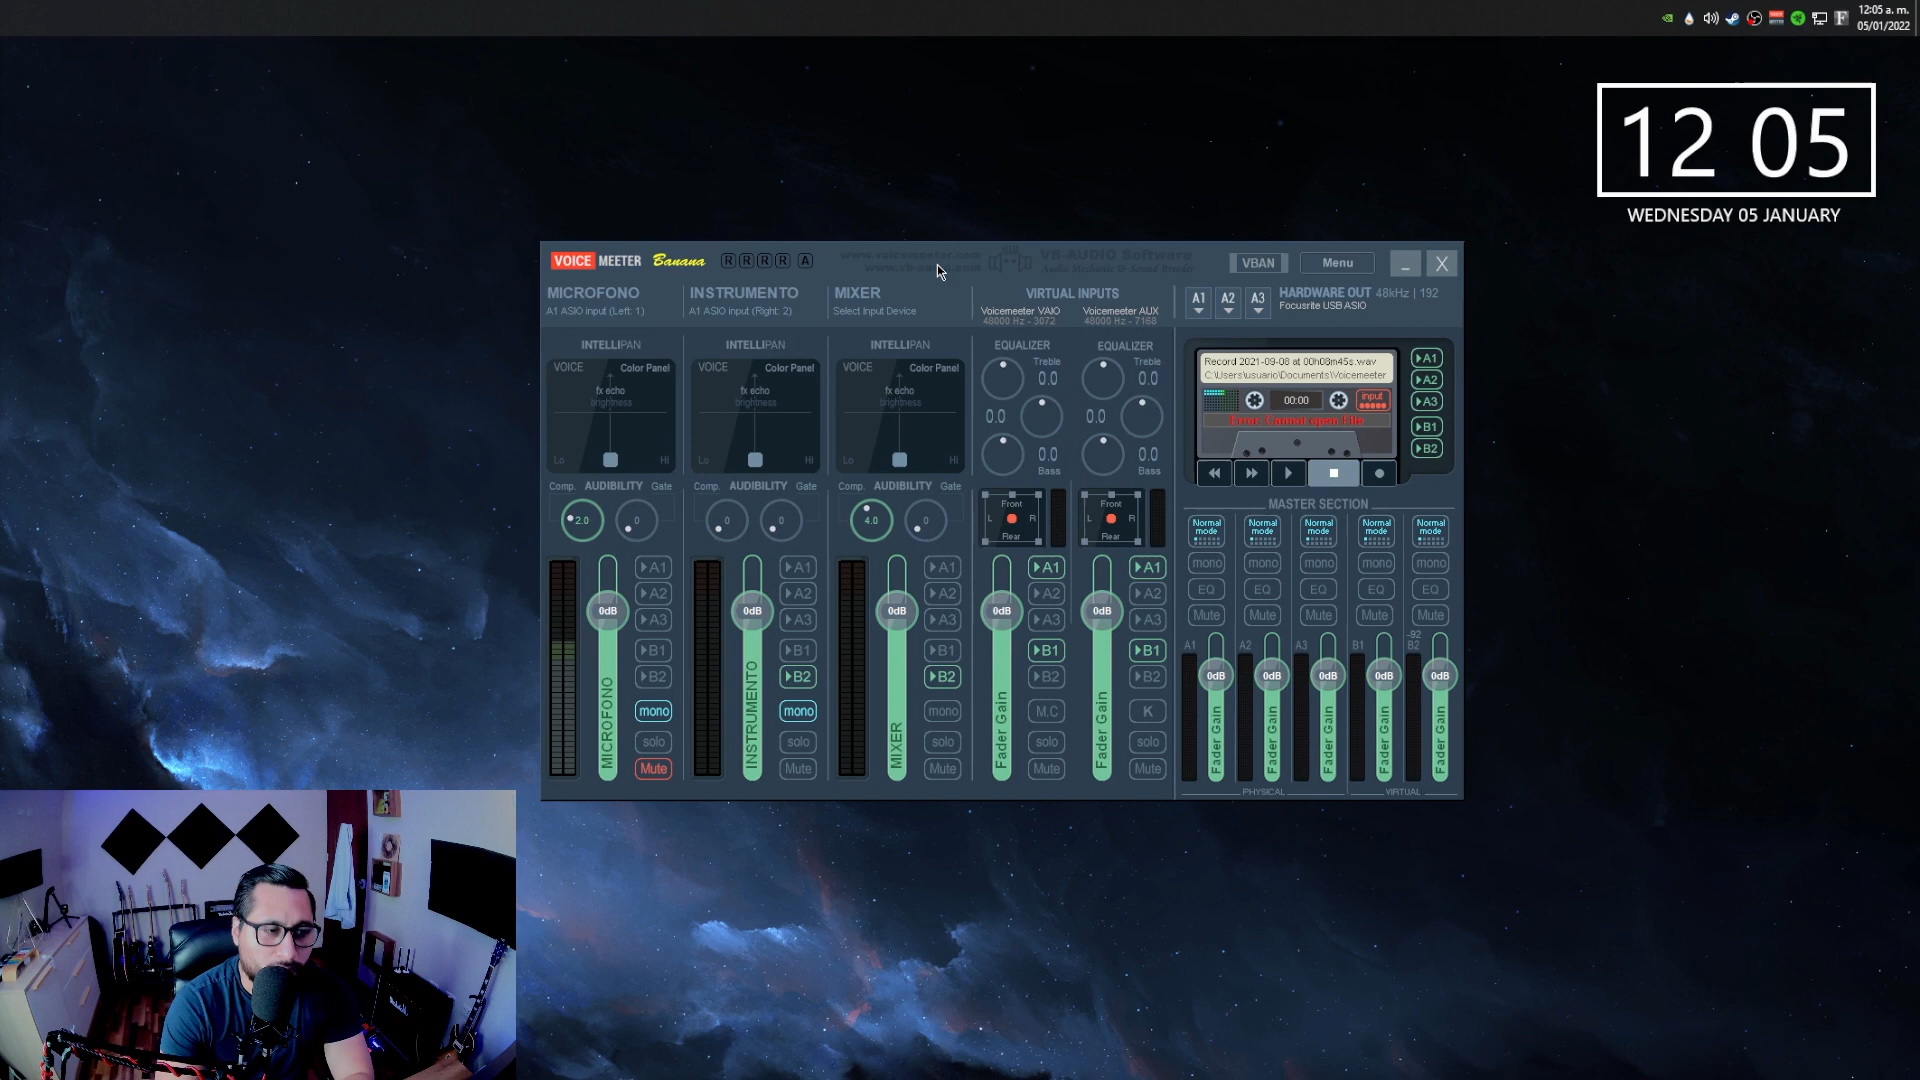 12:05 a. m.
05/01/2022
12 05
WEDNESDAY 05 JANUARY
VOICE MEETER Banana R R R R A
www.voicemeeter.com
VB-AUDIO Software
Audio Mechanic & Sound Breeder
VBAN Menu _ X
MICROFONO INSTRUMENTO MIXER VIRTUAL INPUTS
A1 ASIO input (Left: 1) A1 ASIO input (Right: 2) Select Input Device
Voicemeeter VAIO Voicemeeter AUX
48000 Hz - 3072 48000 Hz - 7168
A1 A2 A3 HARDWARE OUT 48kHz | 192
Focusrite USB ASIO
INTELLIPAN INTELLIPAN INTELLIPAN EQUALIZER EQUALIZER
VOICE Color Panel VOICE Color Panel VOICE Color Panel
fx echo fx echo fx echo
brightness brightness brightness
Lo Hi Lo Hi Lo Hi
Treble Treble
0.0 0.0
0.0 0.0
0.0 0.0
Bass Bass
Record 2021-09-08 at 00h08m45s.wav
C:\Users\usuario\Documents\Voicemeeter
00:00 input
Error: Cannot open File
A1
A2
A3
B1
B2
Comp. AUDIBILITY Gate Comp. AUDIBILITY Gate Comp. AUDIBILITY Gate
2.0 0 0 0 4.0 0
Front Front
L R L R
Rear Rear
MASTER SECTION
Normal mode Normal mode Normal mode Normal mode Normal mode
mono mono mono mono mono
EQ EQ EQ EQ EQ
Mute Mute Mute Mute Mute
A1 A1 A1 A1 A1
A2 A2 A2 A2 A2
A3 A3 A3 A3 A3
0dB 0dB 0dB 0dB 0dB
B1 B1 B1 B1 B1
B2 B2 B2 B2 B2
mono mono mono M.C K
solo solo solo solo solo
Mute Mute Mute Mute Mute
MICROFONO INSTRUMENTO MIXER Fader Gain Fader Gain
-92
A1 A2 A3 B1 B2
0dB 0dB 0dB 0dB 0dB
Fader Gain Fader Gain Fader Gain Fader Gain Fader Gain
PHYSICAL VIRTUAL